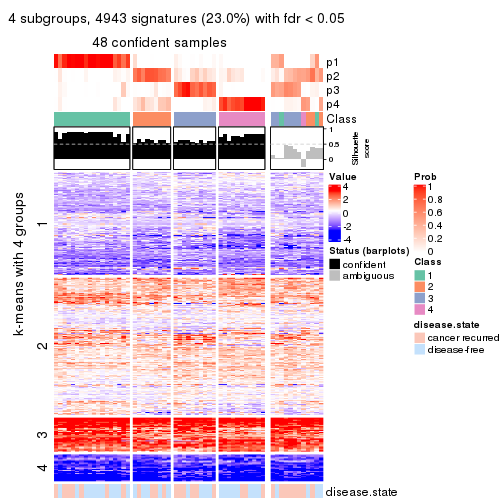 4 subgroups, 4943 signatures (23.0%) with fdr < 0.05
48 confident samples
p1
p2
p3
p4
Class
1
0.5
0
Silhouette
score
k-means with 4 groups
1
2
3
4
disease.state
Value
4
2
0
-2
-4
Status (barplots)
confident
ambiguous
Prob
1
0.8
0.6
0.4
0.2
0
Class
1
2
3
4
disease.state
cancer recurred
disease-free